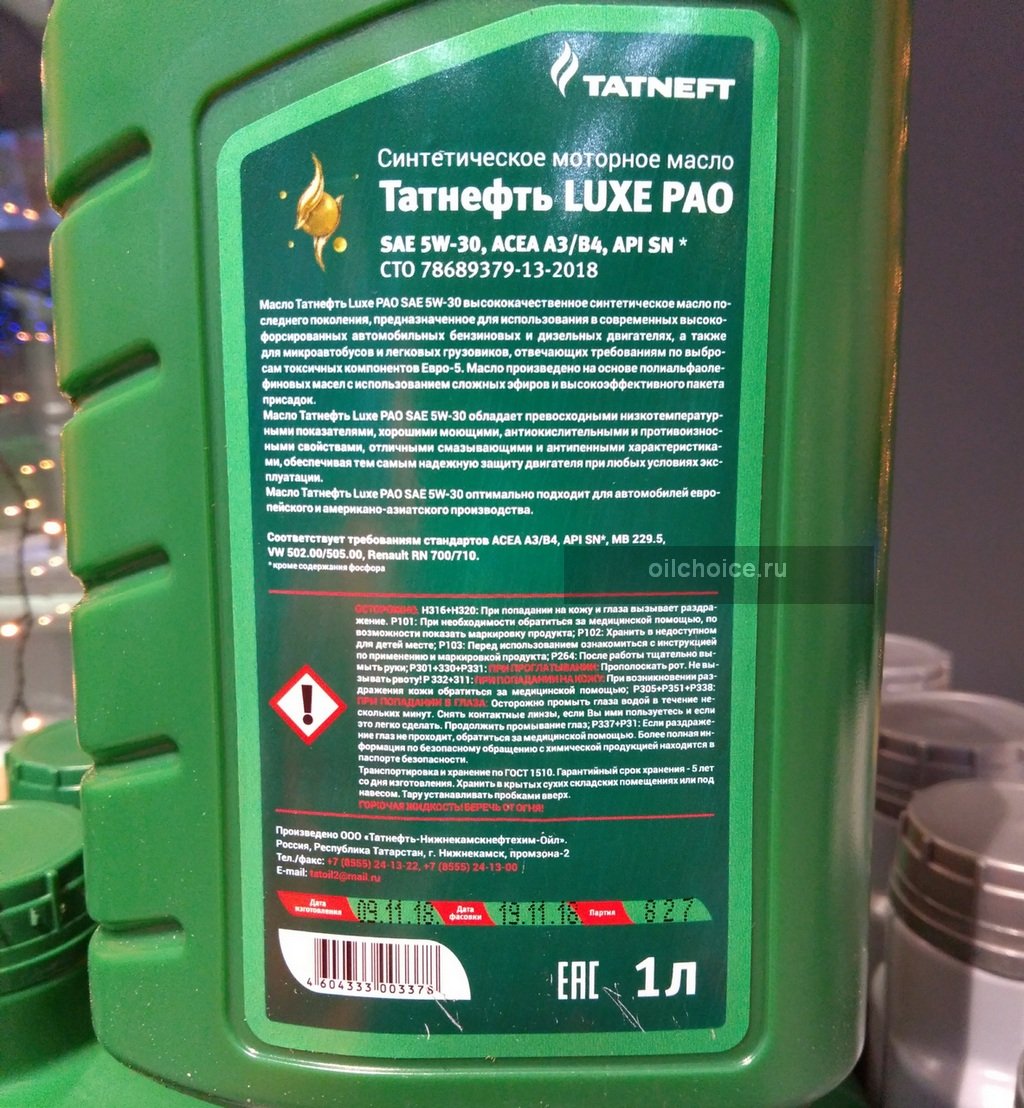 TATNEFT
Синтетическое моторное масло
Татнефть LUXE PAO
SAE 5W-30, ACEA A3/B4, API SN *
СТО 78689379-13-2018
Масло Татнефть Luxe PAO SAE 5W-30 высококачественное синтетическое масло по-
следнего поколения, предназначенное для использования в современных высоко-
форсированных автомобильных бензиновых и дизельных двигателях, а также
для микроавтобусов и легковых грузовиков, отвечающих требованиям по выбро-
сам токсичных компонентов Евро-5. Масло произведено на основе полиальфаоле-
финовых масел с использованием сложных эфиров и высокоэффективного пакета
присадок.
Масло Татнефть Luxe PAO SAE 5W-30 обладает превосходными низкотемператур-
ными показателями, хорошими моющими, антиокислительными и противоизнос-
ными свойствами, отличными смазывающими и антипенными характеристика-
ми, обеспечивая тем самым надежную защиту двигателя при любых условиях экс-
плуатации.
Масло Татнефть Luxe PAO SAE 5W-30 оптимально подходит для автомобилей евро-
пейского и американо-азиатского производства.
Соответствует требованиям стандартов ACEA A3/B4, API SN*, MB 229.5,
VW 502.00/505.00, Renault RN 700/710.
* кроме содержания фосфора
oilchoice.ru
ОСТОРОЖНО: H316+H320: При попадании на кожу и глаза вызывает раздра-
жение. P101: При необходимости обратиться за медицинской помощью, по
возможности показать маркировку продукта; P102: Хранить в недоступном
для детей месте; P103: Перед использованием ознакомиться с инструкцией
по применению и маркировкой продукта; P264: После работы тщательно вы-
мыть руки; P301+330+P331: ПРИ ПРОГЛАТЫВАНИИ: Прополоскать рот. Не вы-
зывать рвоту! P 332+311: ПРИ ПОПАДАНИИ НА КОЖУ: При возникновении раз-
дражения кожи обратиться за медицинской помощью; P305+P351+P338:
ПРИ ПОПАДАНИИ В ГЛАЗА: Осторожно промыть глаза водой в течение не-
скольких минут. Снять контактные линзы, если Вы ими пользуетесь и если
это легко сделать. Продолжить промывание глаз; P337+P31: Если раздраже-
ние глаз не проходит, обратиться за медицинской помощью. Более полная ин-
формация по безопасному обращению с химической продукцией находится в
паспорте безопасности.
Транспортировка и хранение по ГОСТ 1510. Гарантийный срок хранения - 5 лет
со дня изготовления. Хранить в крытых сухих складских помещениях или под
навесом. Тару устанавливать пробками вверх.
ГОРЮЧАЯ ЖИДКОСТЬ! БЕРЕЧЬ ОТ ОГНЯ!
Произведено ООО «Татнефть-Нижнекамскнефтехим-Ойл».
Россия, Республика Татарстан, г. Нижнекамск, промзона-2
Тел./факс: +7 (8555) 24-13-22, +7 (8555) 24-13-00
E-mail: tatoil2@mail.ru
Дата изготовления 09.11.18 Дата фасовки 19.11.18 Партия 827
4 604333 003378
EAC 1 л